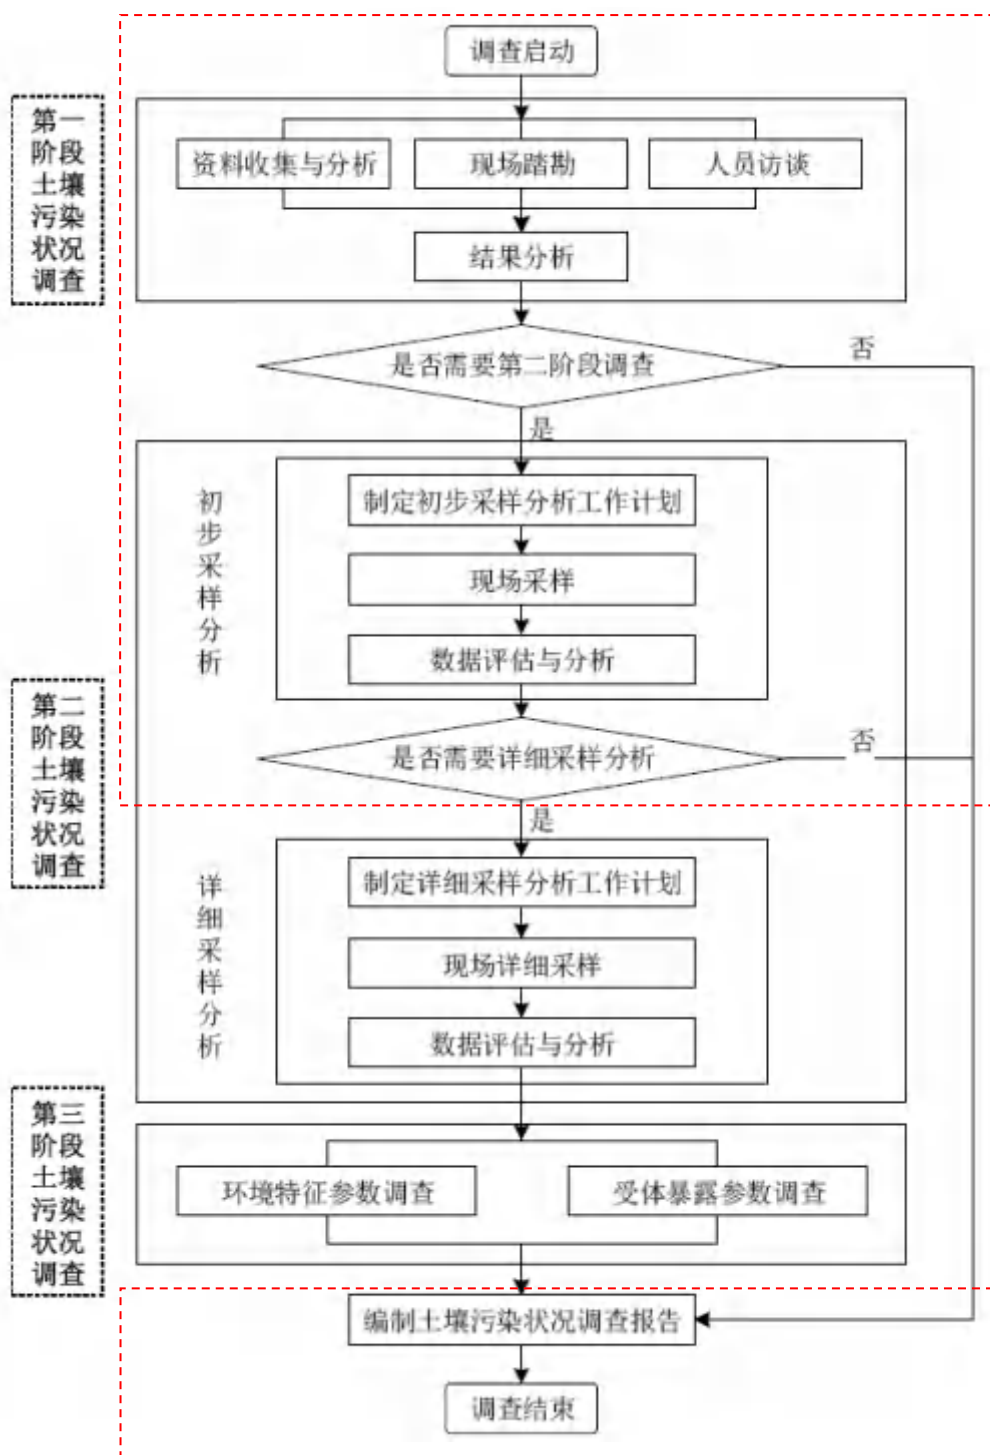 调查启动
第一
阶段
土壤
污染
状况
调查
资料收集与分析
现场踏勘
人员访谈
结果分析
是否需要第二阶段调查
否
是
初
步
采
样
分
析
制定初步采样分析工作计划
现场采样
数据评估与分析
第二
阶段
土壤
污染
状况
调查
是否需要详细采样分析
否
是
详
细
采
样
分
析
制定详细采样分析工作计划
现场详细采样
数据评估与分析
第三
阶段
土壤
污染
状况
调查
环境特征参数调查
受体暴露参数调查
编制土壤污染状况调查报告
调查结束